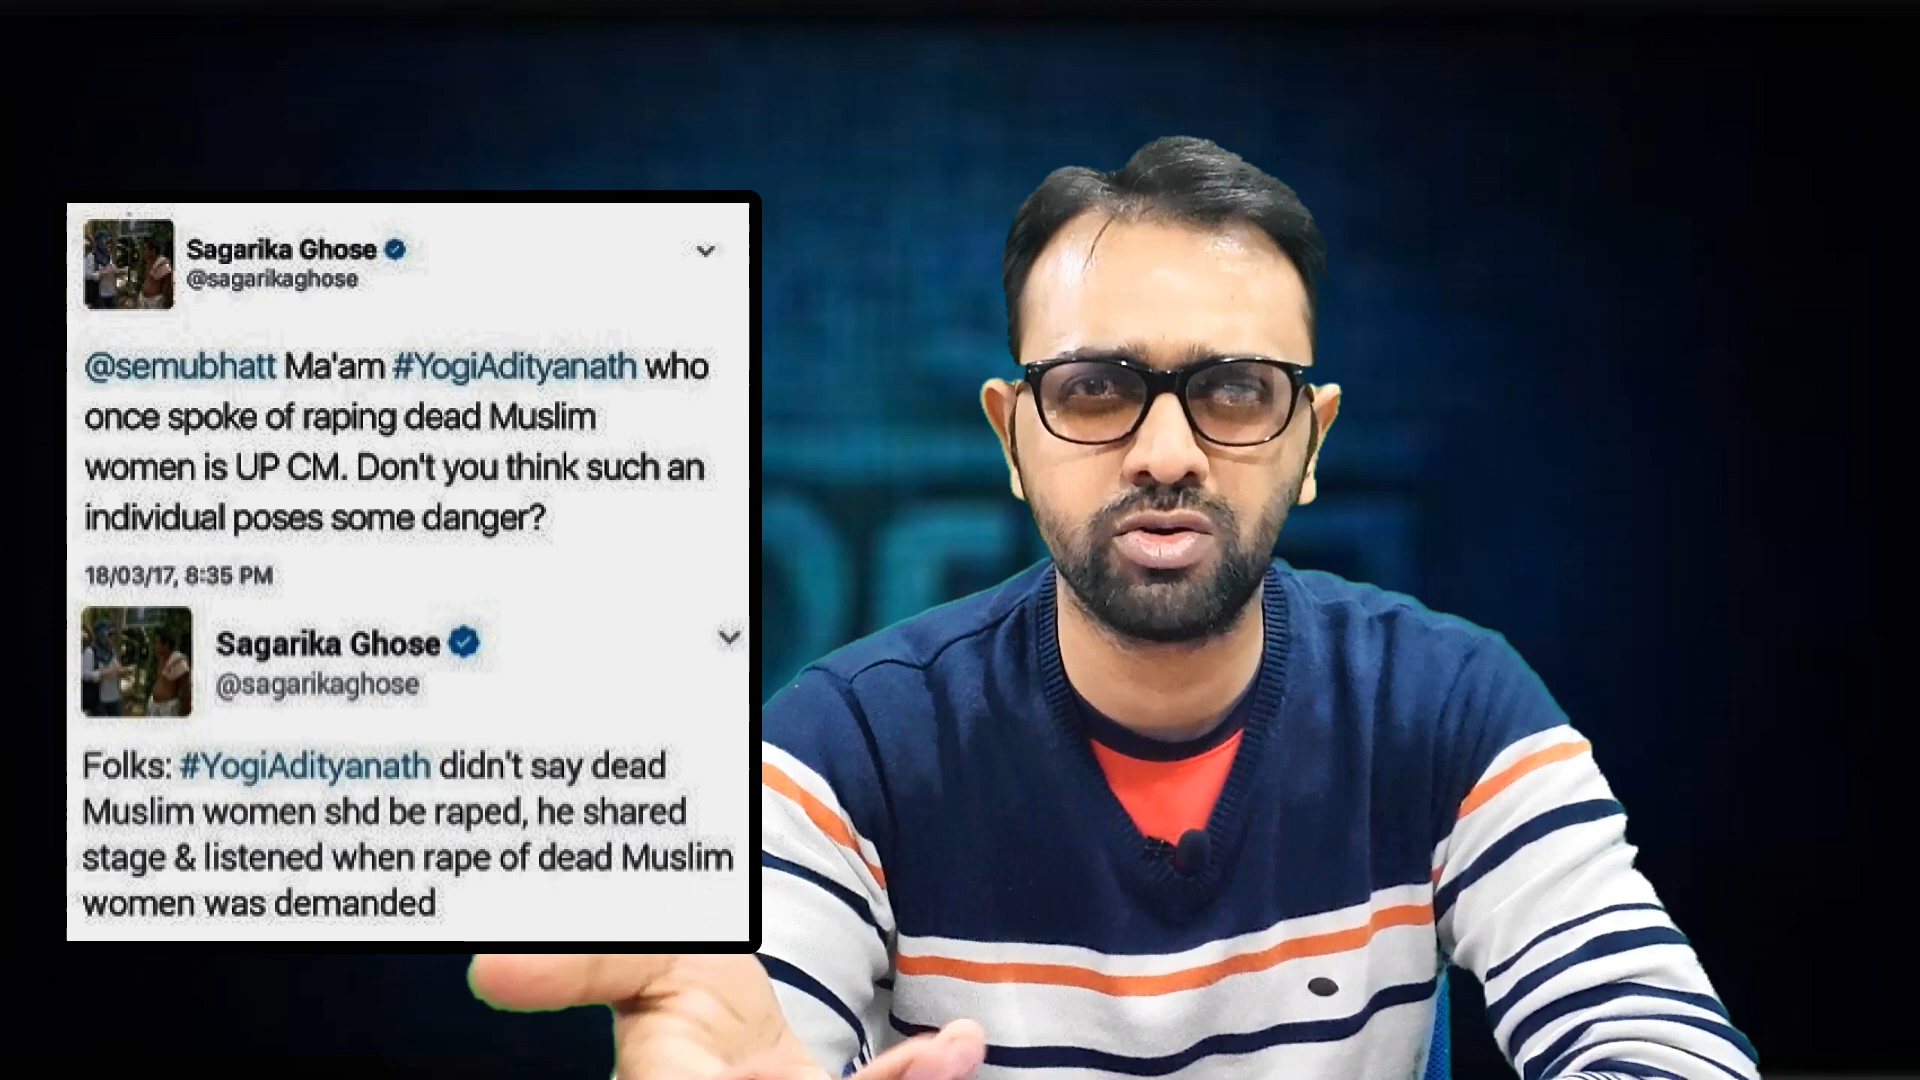 Sagarika Ghose
@sagarikaghose
@semubhatt Ma'am #YogiAdityanath who
once spoke of raping dead Muslim
women is UP CM. Don't you think such an
individual poses some danger?
18/03/17, 8:35 PM
Sagarika Ghose
@sagarikaghose
Folks: #YogiAdityanath didn't say dead
Muslim women shd be raped, he shared
stage & listened when rape of dead Muslim
women was demanded